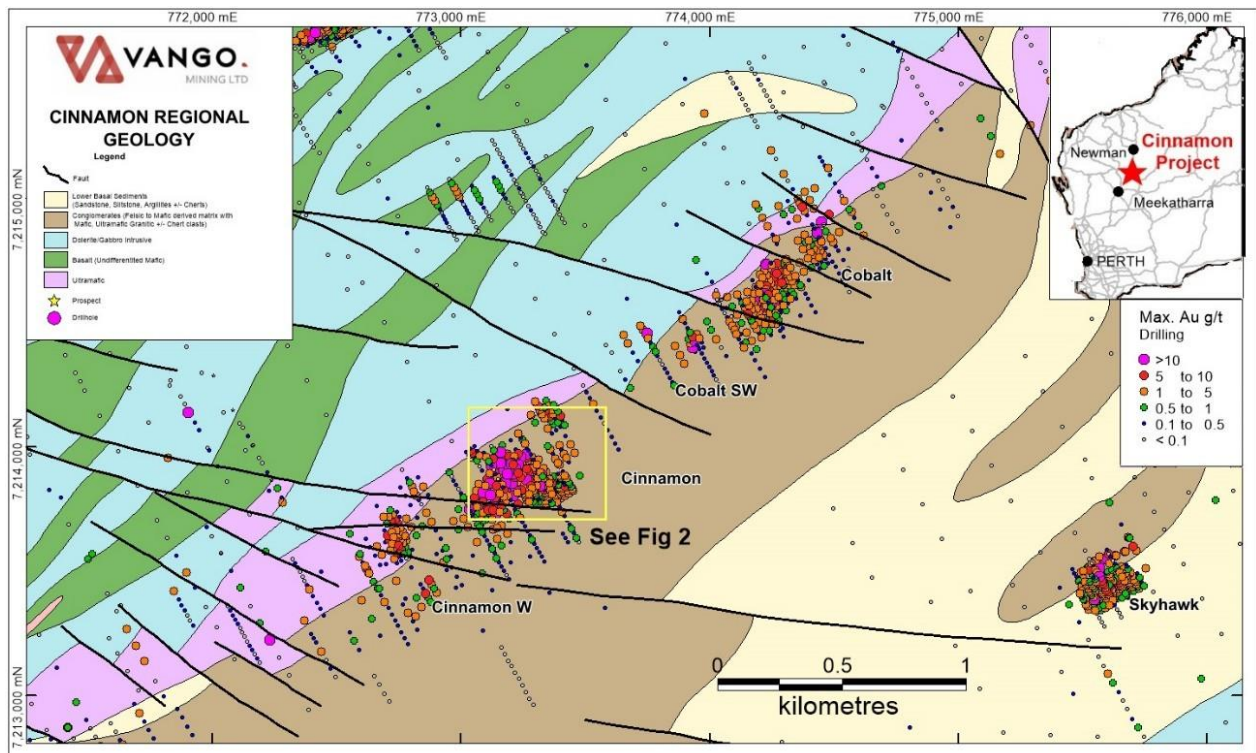 772,000 mE
773,000 mE
774,000 mE
775,000 mE
776,000 mE
VANGO.
MINING LTD
CINNAMON REGIONAL
GEOLOGY
Legend
Fault
Lower Basal Sediments
(Sandstone, Siltstone, Argillites +/- Cherts)
Conglomerates (Felsic to Mafic derived matrix with
Mafic, Ultramafic Granitic +/- Chert clasts)
Dolerite/Gabbro Intrusive
Basalt (Undifferentited Mafic)
Ultramafic
Prospect
Drillhole
Newman
Cinnamon
Project
Meekatharra
PERTH
Max. Au g/t
Drilling
>10
5 to 10
1 to 5
0.5 to 1
0.1 to 0.5
< 0.1
7,215,000 mN
7,214,000 mN
7,213,000 mN
Cobalt
Cobalt SW
Cinnamon
See Fig 2
Cinnamon W
Skyhawk
0 0.5 1
kilometres